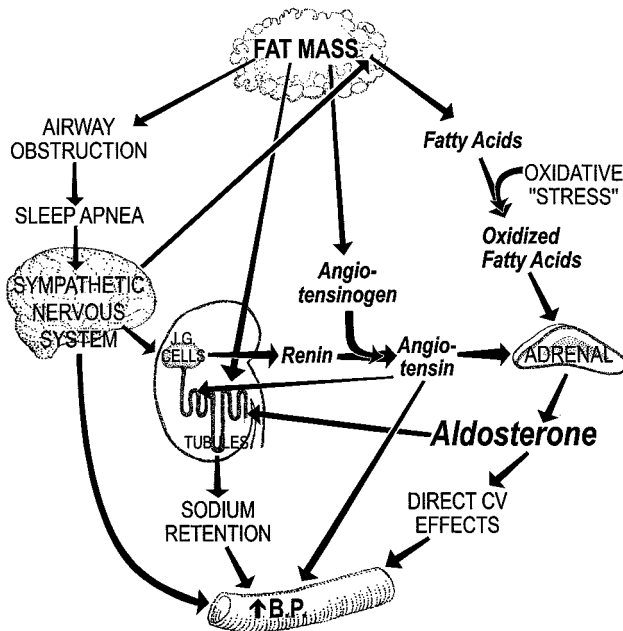 FAT MASS
AIRWAY
OBSTRUCTION
Fatty Acids
OXIDATIVE
"STRESS"
SLEEP APNEA
Oxidized
Fatty Acids
SYMPATHETIC
NERVOUS
SYSTEM
Angio-
tensinogen
J.G.
CELLS
Renin
Angio-
tensin
ADRENAL
TUBULES
Aldosterone
SODIUM
RETENTION
DIRECT CV
EFFECTS
↑B.P.